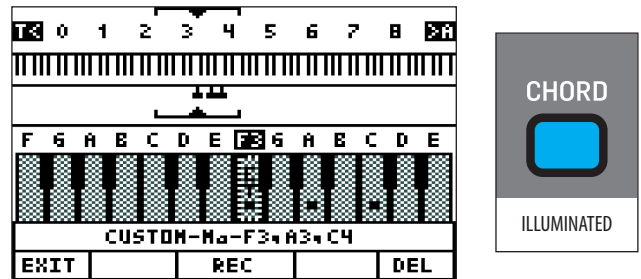 T< 0 1 2 3 4 5 6 7 8 >A
F G A B C D E F3 G A B C D E
CUSTOM-Ma-F3,A3,C4
EXIT REC DEL
CHORD
ILLUMINATED